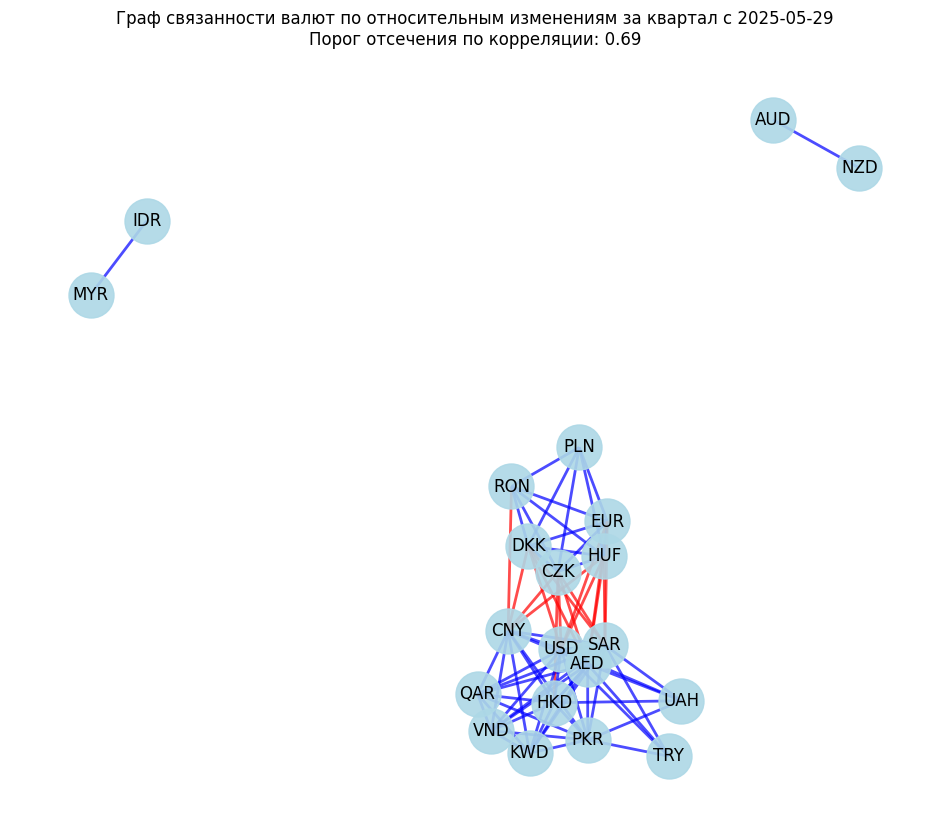 Граф связанности валют по относительным изменениям за квартал с 2025-05-29
Порог отсечения по корреляции: 0.69
AUD
NZD
IDR
MYR
PLN
RON
EUR
DKK
HUF
CZK
CNY
USD
SAR
AED
QAR
HKD
UAH
VND
PKR
KWD
TRY